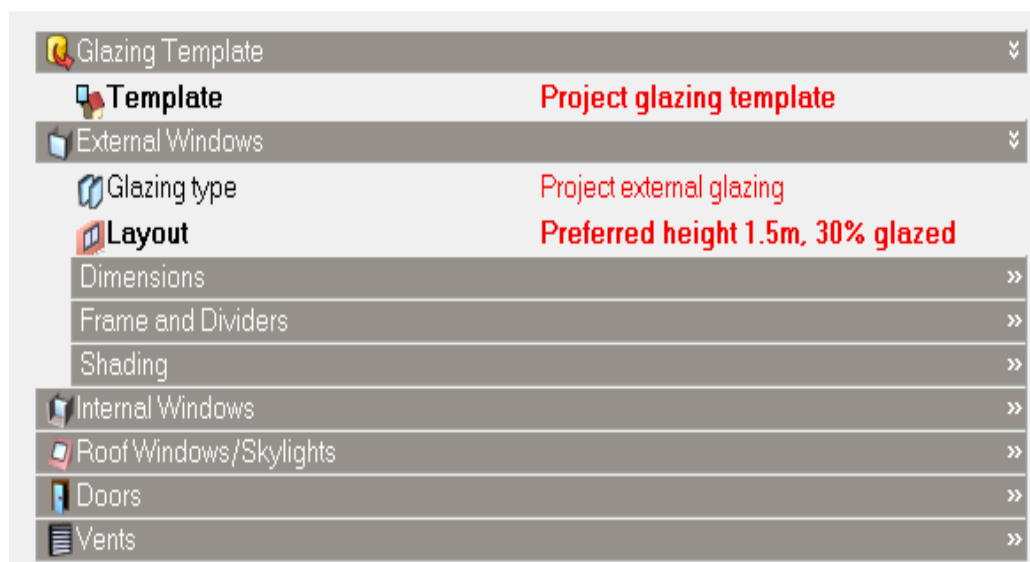 Glazing Template
Template Project glazing template
External Windows
Glazing type Project external glazing
Layout Preferred height 1.5m, 30% glazed
Dimensions
Frame and Dividers
Shading
Internal Windows
Roof Windows/Skylights
Doors
Vents